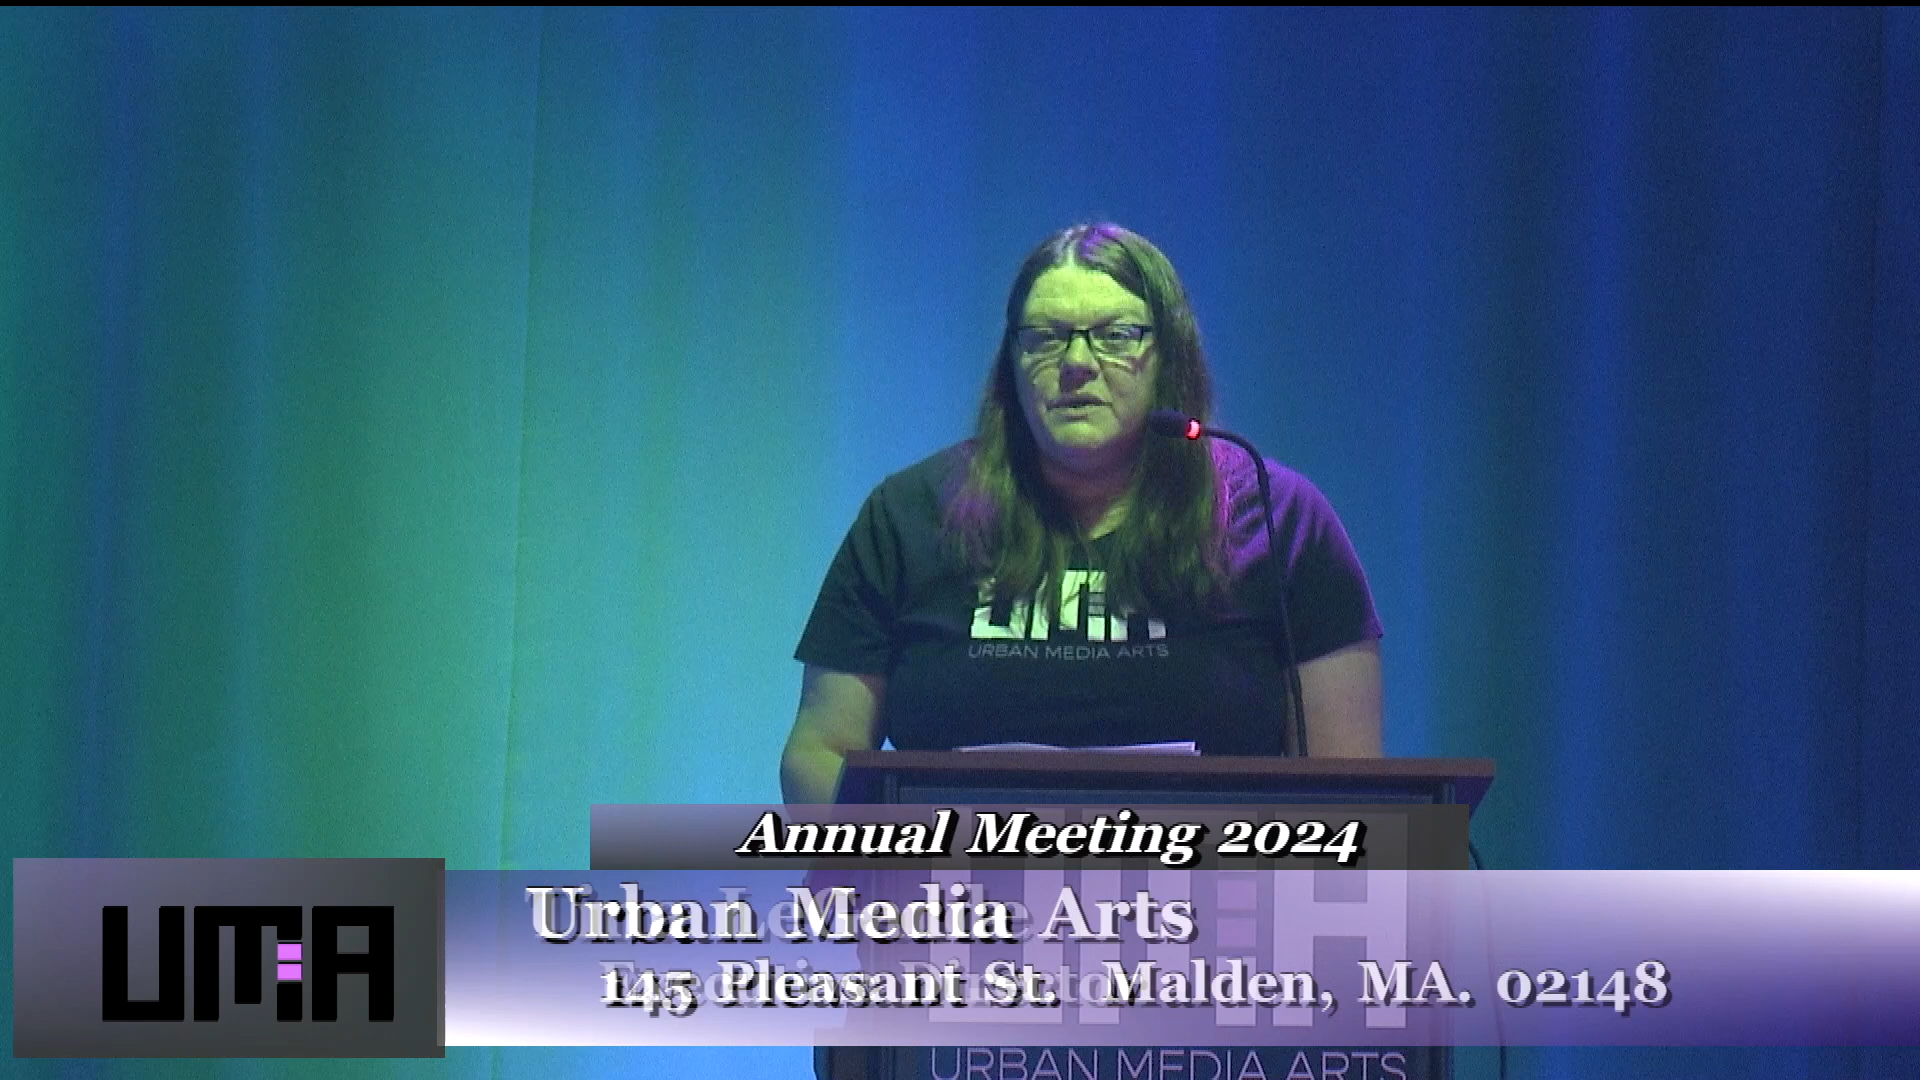 UMA
URBAN MEDIA ARTS
Annual Meeting 2024
UMA
Urban Media Arts
145 Pleasant St. Malden, MA. 02148
UMA
URBAN MEDIA ARTS